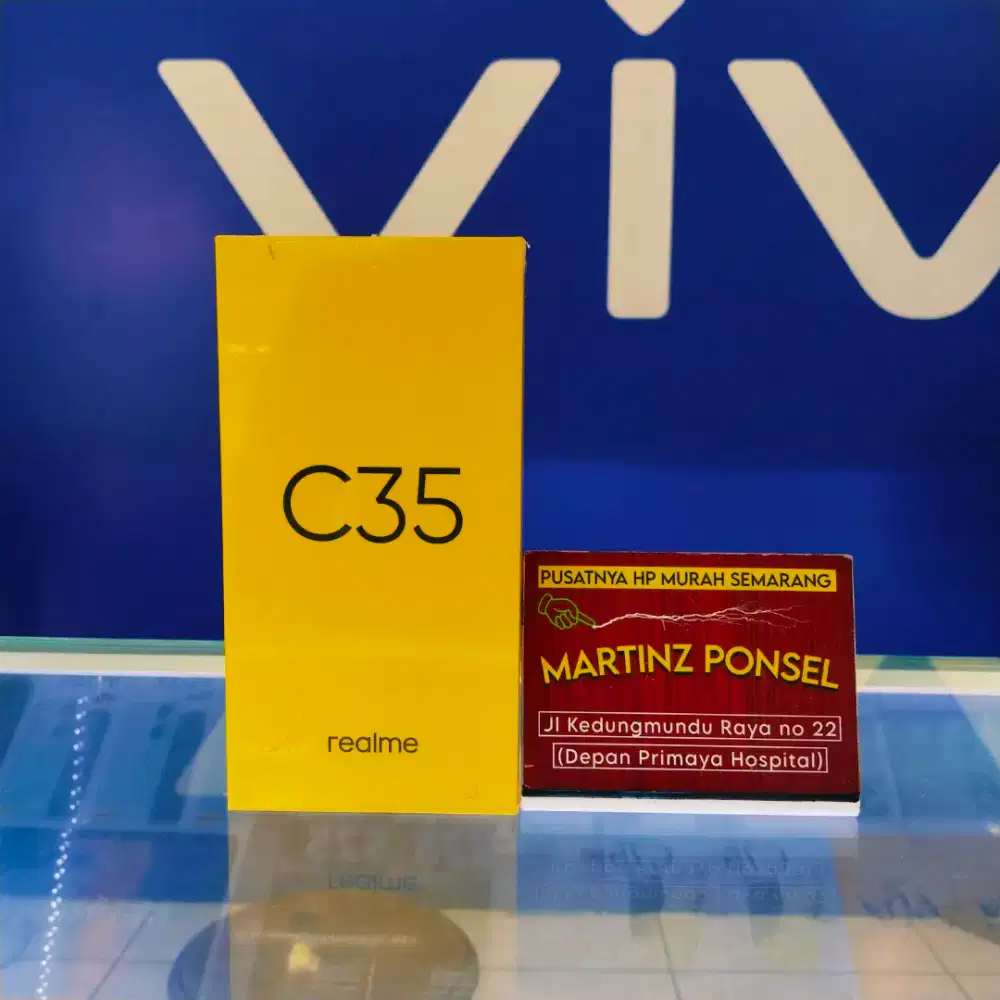 viv
C35
realme
PUSATNYA HP MURAH SEMARANG
MARTINZ PONSEL
Jl Kedungmundu Raya no 22
(Depan Primaya Hospital)